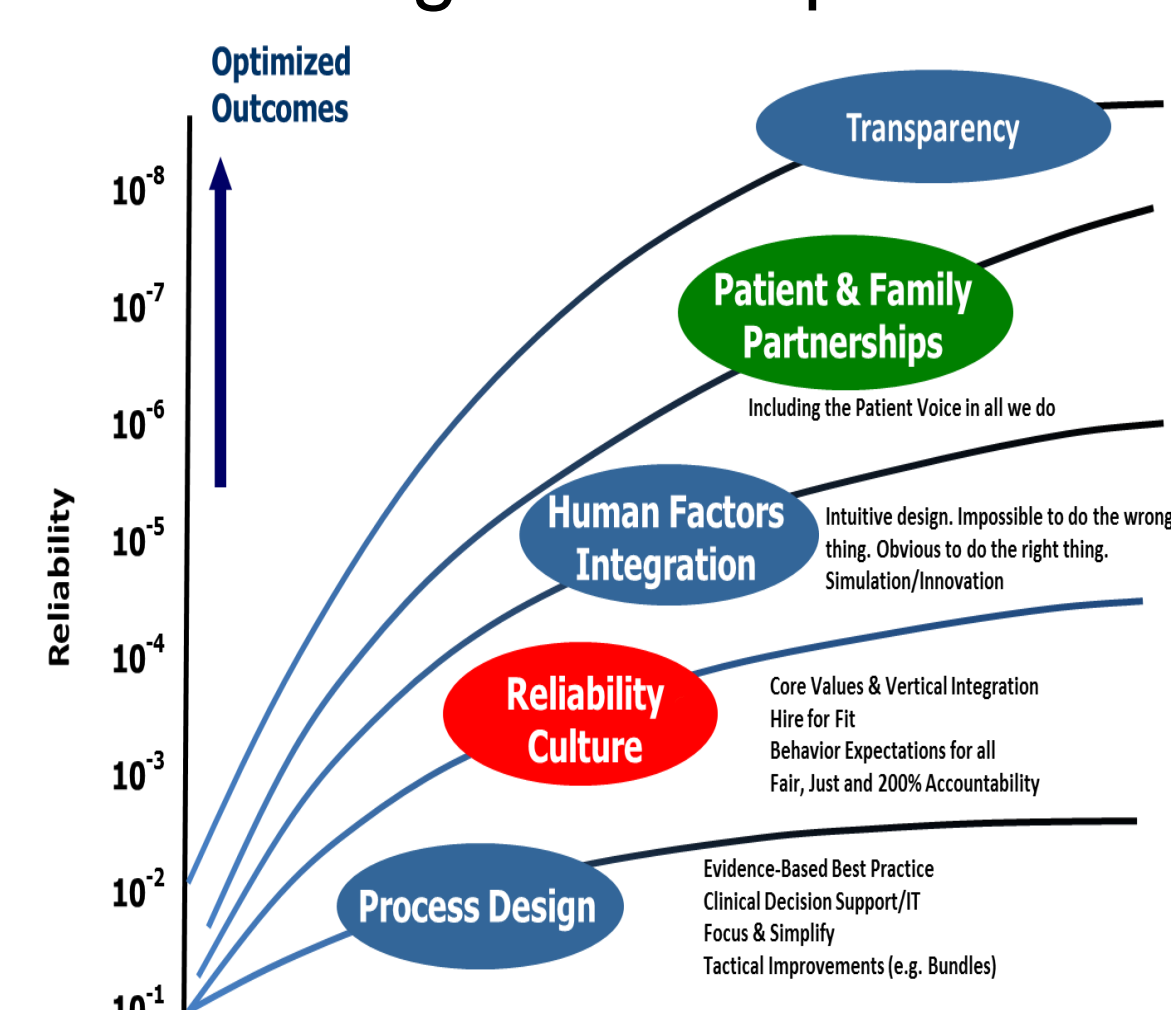 Optimized
Outcomes
Transparency
10-8
Patient & Family
Partnerships
10-7
Including the Patient Voice in all we do
10-6
Human Factors
Integration
Intuitive design. Impossible to do the wrong
thing. Obvious to do the right thing.
Simulation/Innovation
10-5
Reliability
10-4
Reliability
Culture
Core Values & Vertical Integration
Hire for Fit
Behavior Expectations for all
Fair, Just and 200% Accountability
10-3
10-2
Process Design
Evidence-Based Best Practice
Clinical Decision Support/IT
Focus & Simplify
Tactical Improvements (e.g. Bundles)
10-1